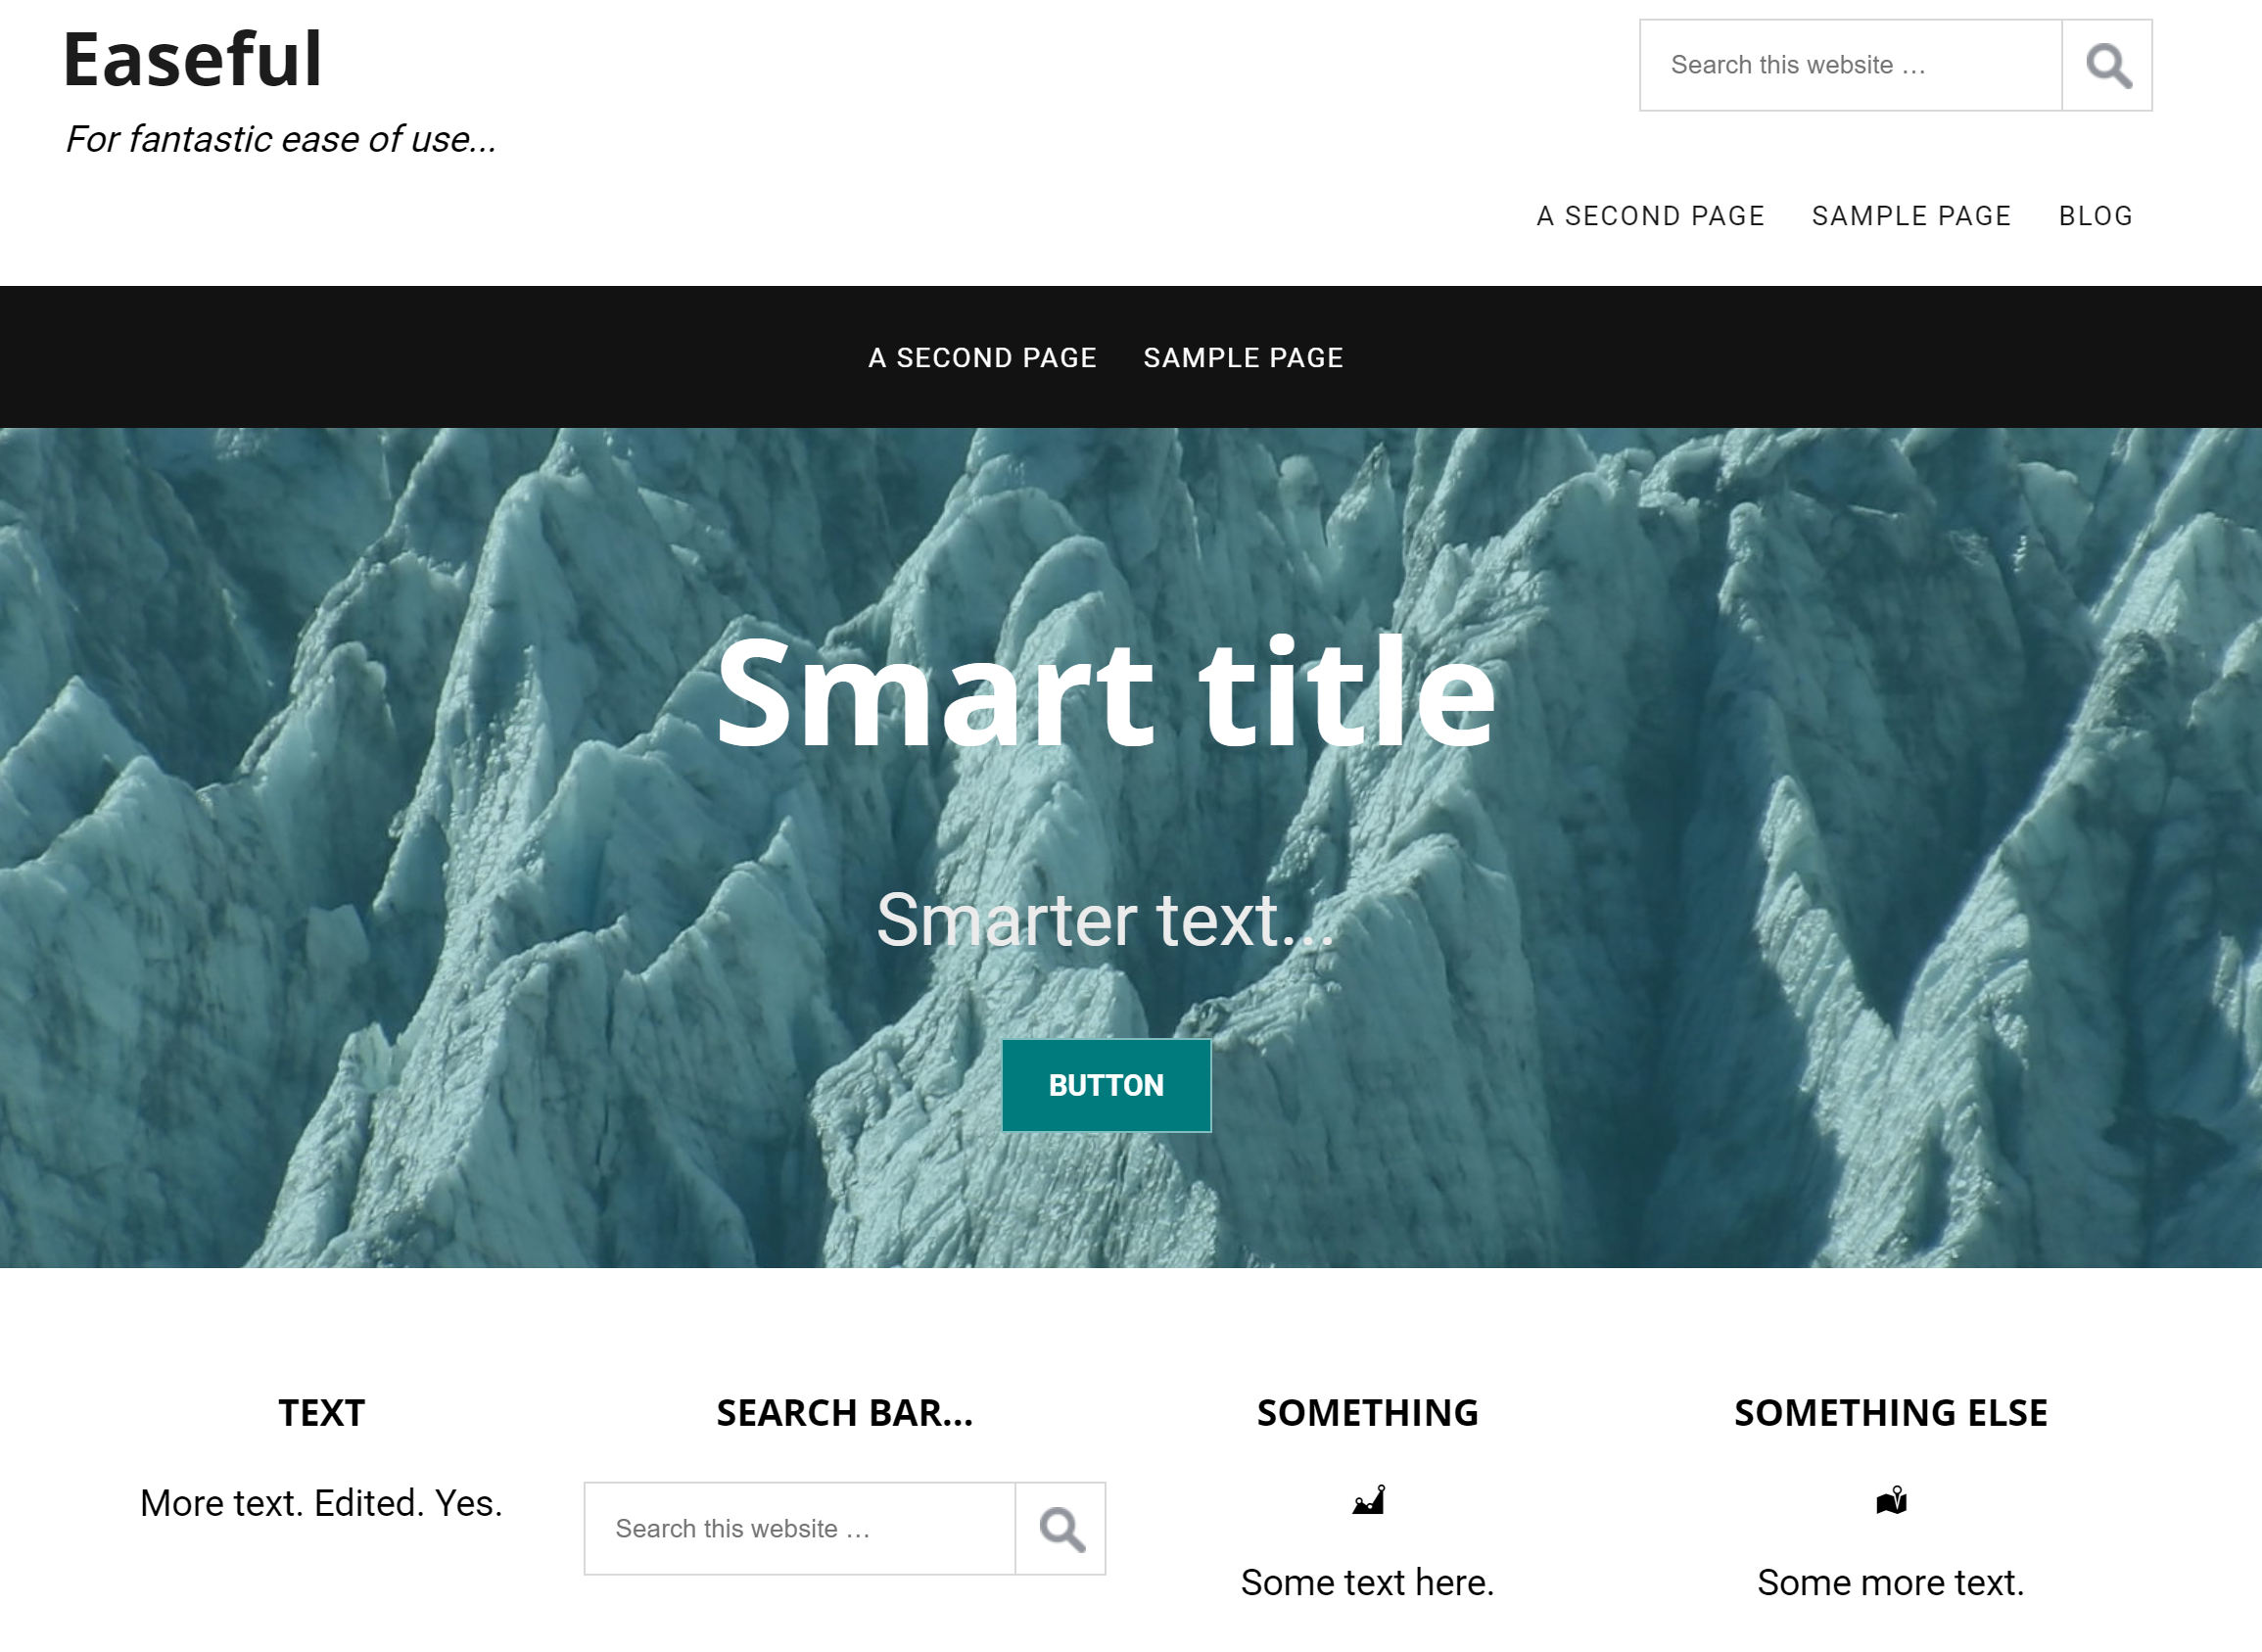 Easeful
Search this website …
For fantastic ease of use...
A SECOND PAGE SAMPLE PAGE BLOG
A SECOND PAGE SAMPLE PAGE
Smart title
Smarter text...
BUTTON
TEXT
More text. Edited. Yes.
SEARCH BAR...
Search this website …
SOMETHING
Some text here.
SOMETHING ELSE
Some more text.